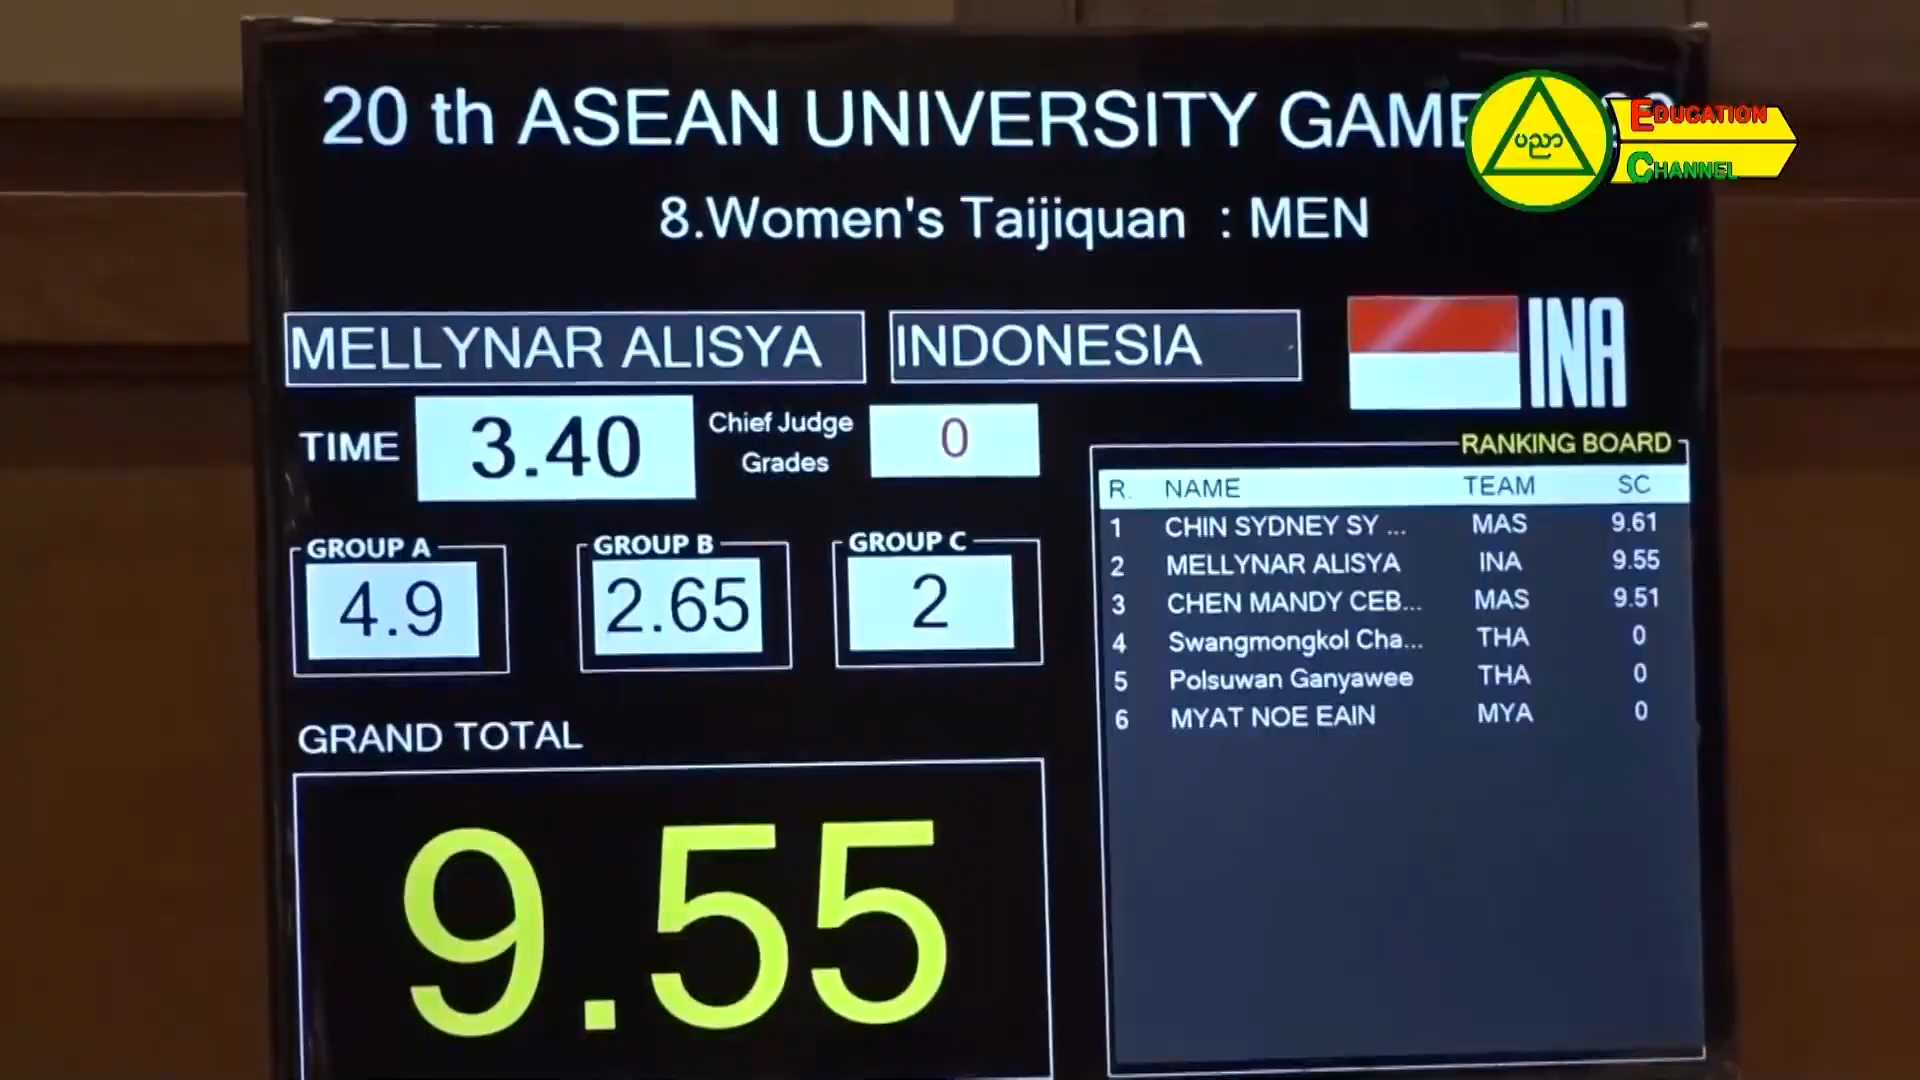 20 th ASEAN UNIVERSITY GAME
ပညာ
EDUCATION
CHANNEL
8.Women's Taijiquan : MEN
MELLYNAR ALISYA
INDONESIA
INA
TIME
3.40
Chief Judge
Grades
0
GROUP A
4.9
GROUP B
2.65
GROUP C
2
GRAND TOTAL
9.55
RANKING BOARD
R. NAME TEAM SC
1 CHIN SYDNEY SY ... MAS 9.61
2 MELLYNAR ALISYA INA 9.55
3 CHEN MANDY CEB... MAS 9.51
4 Swangmongkol Cha... THA 0
5 Polsuwan Ganyawee THA 0
6 MYAT NOE EAIN MYA 0